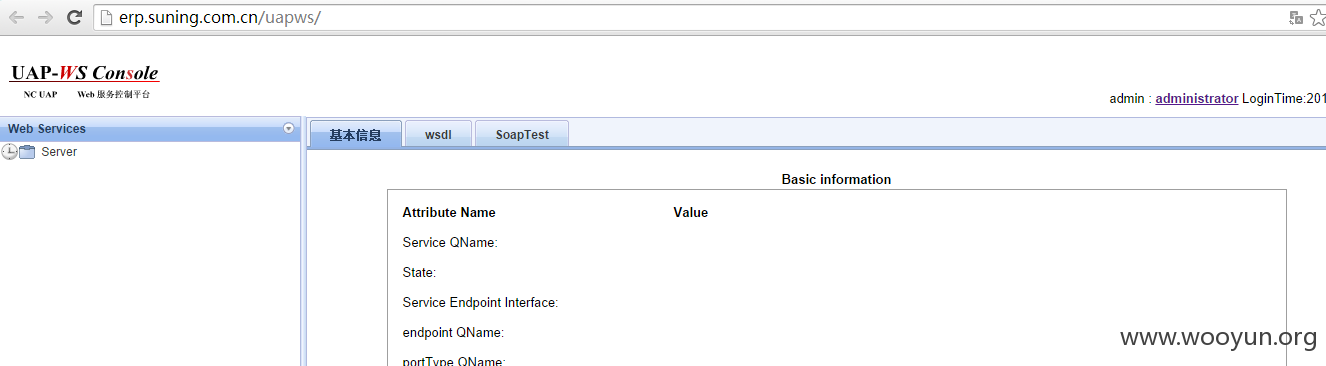 erp.suning.com.cn/uapws/
UAP-WS Console
NC UAP Web 服务控制平台
admin : administrator LoginTime:201
Web Services
基本信息 wsdl SoapTest
Server
Basic information
Attribute Name Value
Service QName:
State:
Service Endpoint Interface:
endpoint QName:
www.wooyun.org
portType QName: